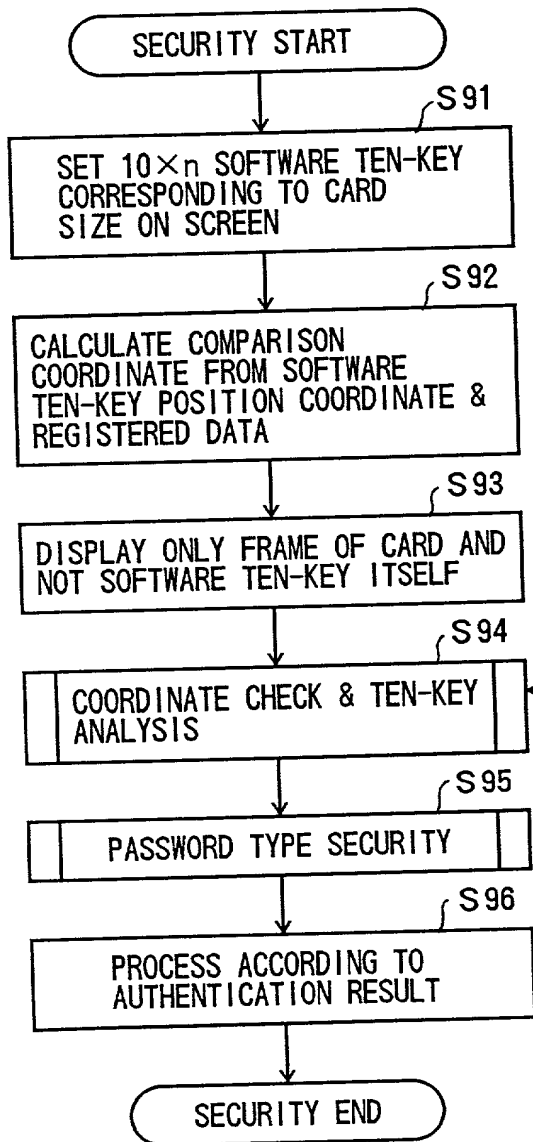 SECURITY START
S91
SET 10×n SOFTWARE TEN-KEY
CORRESPONDING TO CARD
SIZE ON SCREEN
S92
CALCULATE COMPARISON
COORDINATE FROM SOFTWARE
TEN-KEY POSITION COORDINATE &
REGISTERED DATA
S93
DISPLAY ONLY FRAME OF CARD AND
NOT SOFTWARE TEN-KEY ITSELF
S94
COORDINATE CHECK & TEN-KEY
ANALYSIS
S95
PASSWORD TYPE SECURITY
S96
PROCESS ACCORDING TO
AUTHENTICATION RESULT
SECURITY END